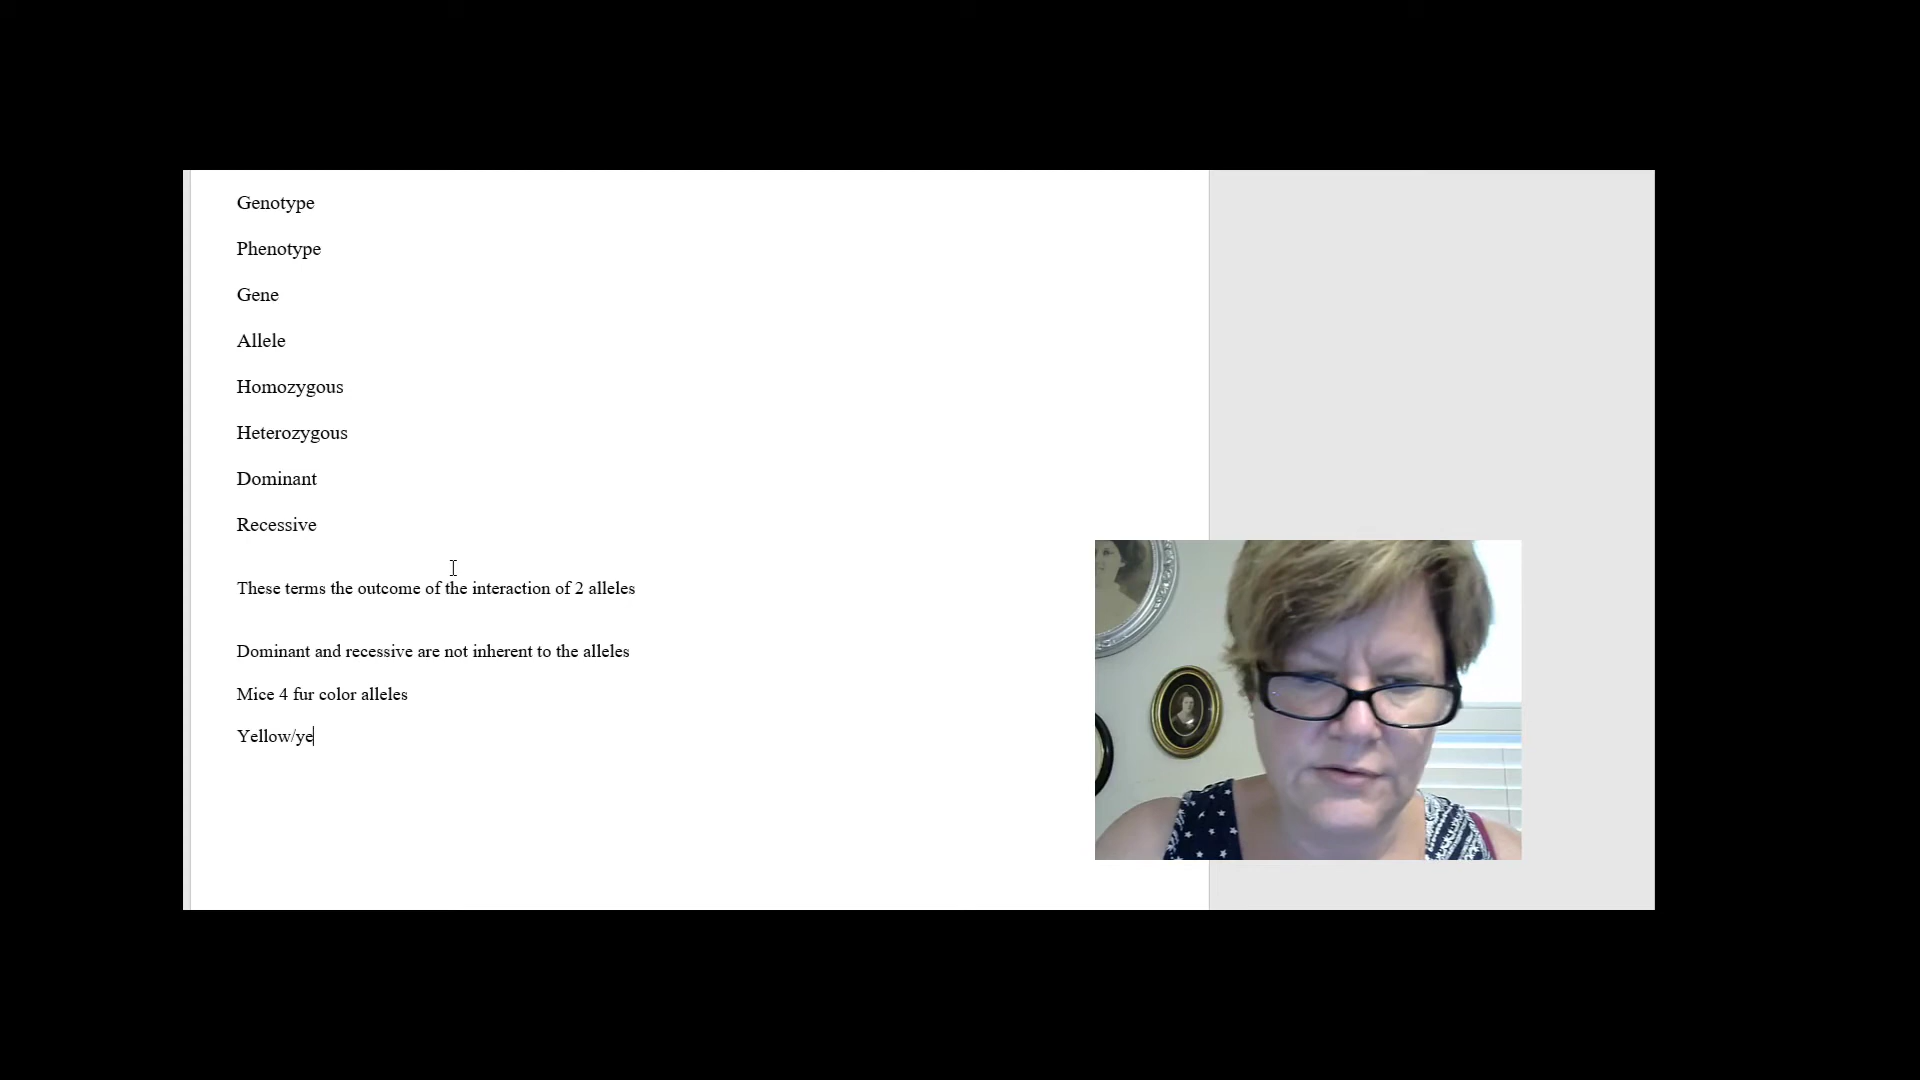 Genotype
Phenotype
Gene
Allele
Homozygous
Heterozygous
Dominant
Recessive
These terms the outcome of the interaction of 2 alleles
Dominant and recessive are not inherent to the alleles
Mice 4 fur color alleles
Yellow/ye